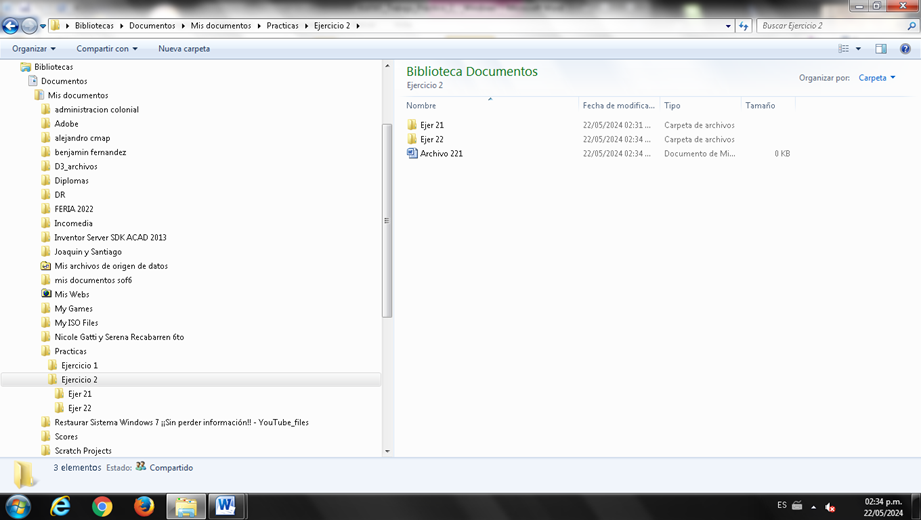 Bibliotecas ▸ Documentos ▸ Mis documentos ▸ Practicas ▸ Ejercicio 2 ▸
Buscar Ejercicio 2
Organizar Compartir con Nueva carpeta
Bibliotecas
Documentos
Mis documentos
administracion colonial
Adobe
alejandro cmap
benjamin fernandez
D3_archivos
Diplomas
DR
FERIA 2022
Incomedia
Inventor Server SDK ACAD 2013
Joaquin y Santiago
Mis archivos de origen de datos
mis documentos sof6
Mis Webs
My Games
My ISO Files
Nicole Gatti y Serena Recabarren 6to
Practicas
Ejercicio 1
Ejercicio 2
Ejer 21
Ejer 22
Restaurar Sistema Windows 7 ¡¡Sin perder información!! - YouTube_files
Scores
Scratch Projects
Biblioteca Documentos
Ejercicio 2
Organizar por: Carpeta
Nombre Fecha de modifica... Tipo Tamaño
Ejer 21 22/05/2024 02:31 ... Carpeta de archivos
Ejer 22 22/05/2024 02:34 ... Carpeta de archivos
Archivo 221 22/05/2024 02:34 ... Documento de Mi... 0 KB
3 elementos Estado: Compartido
ES
02:34 p.m.
22/05/2024